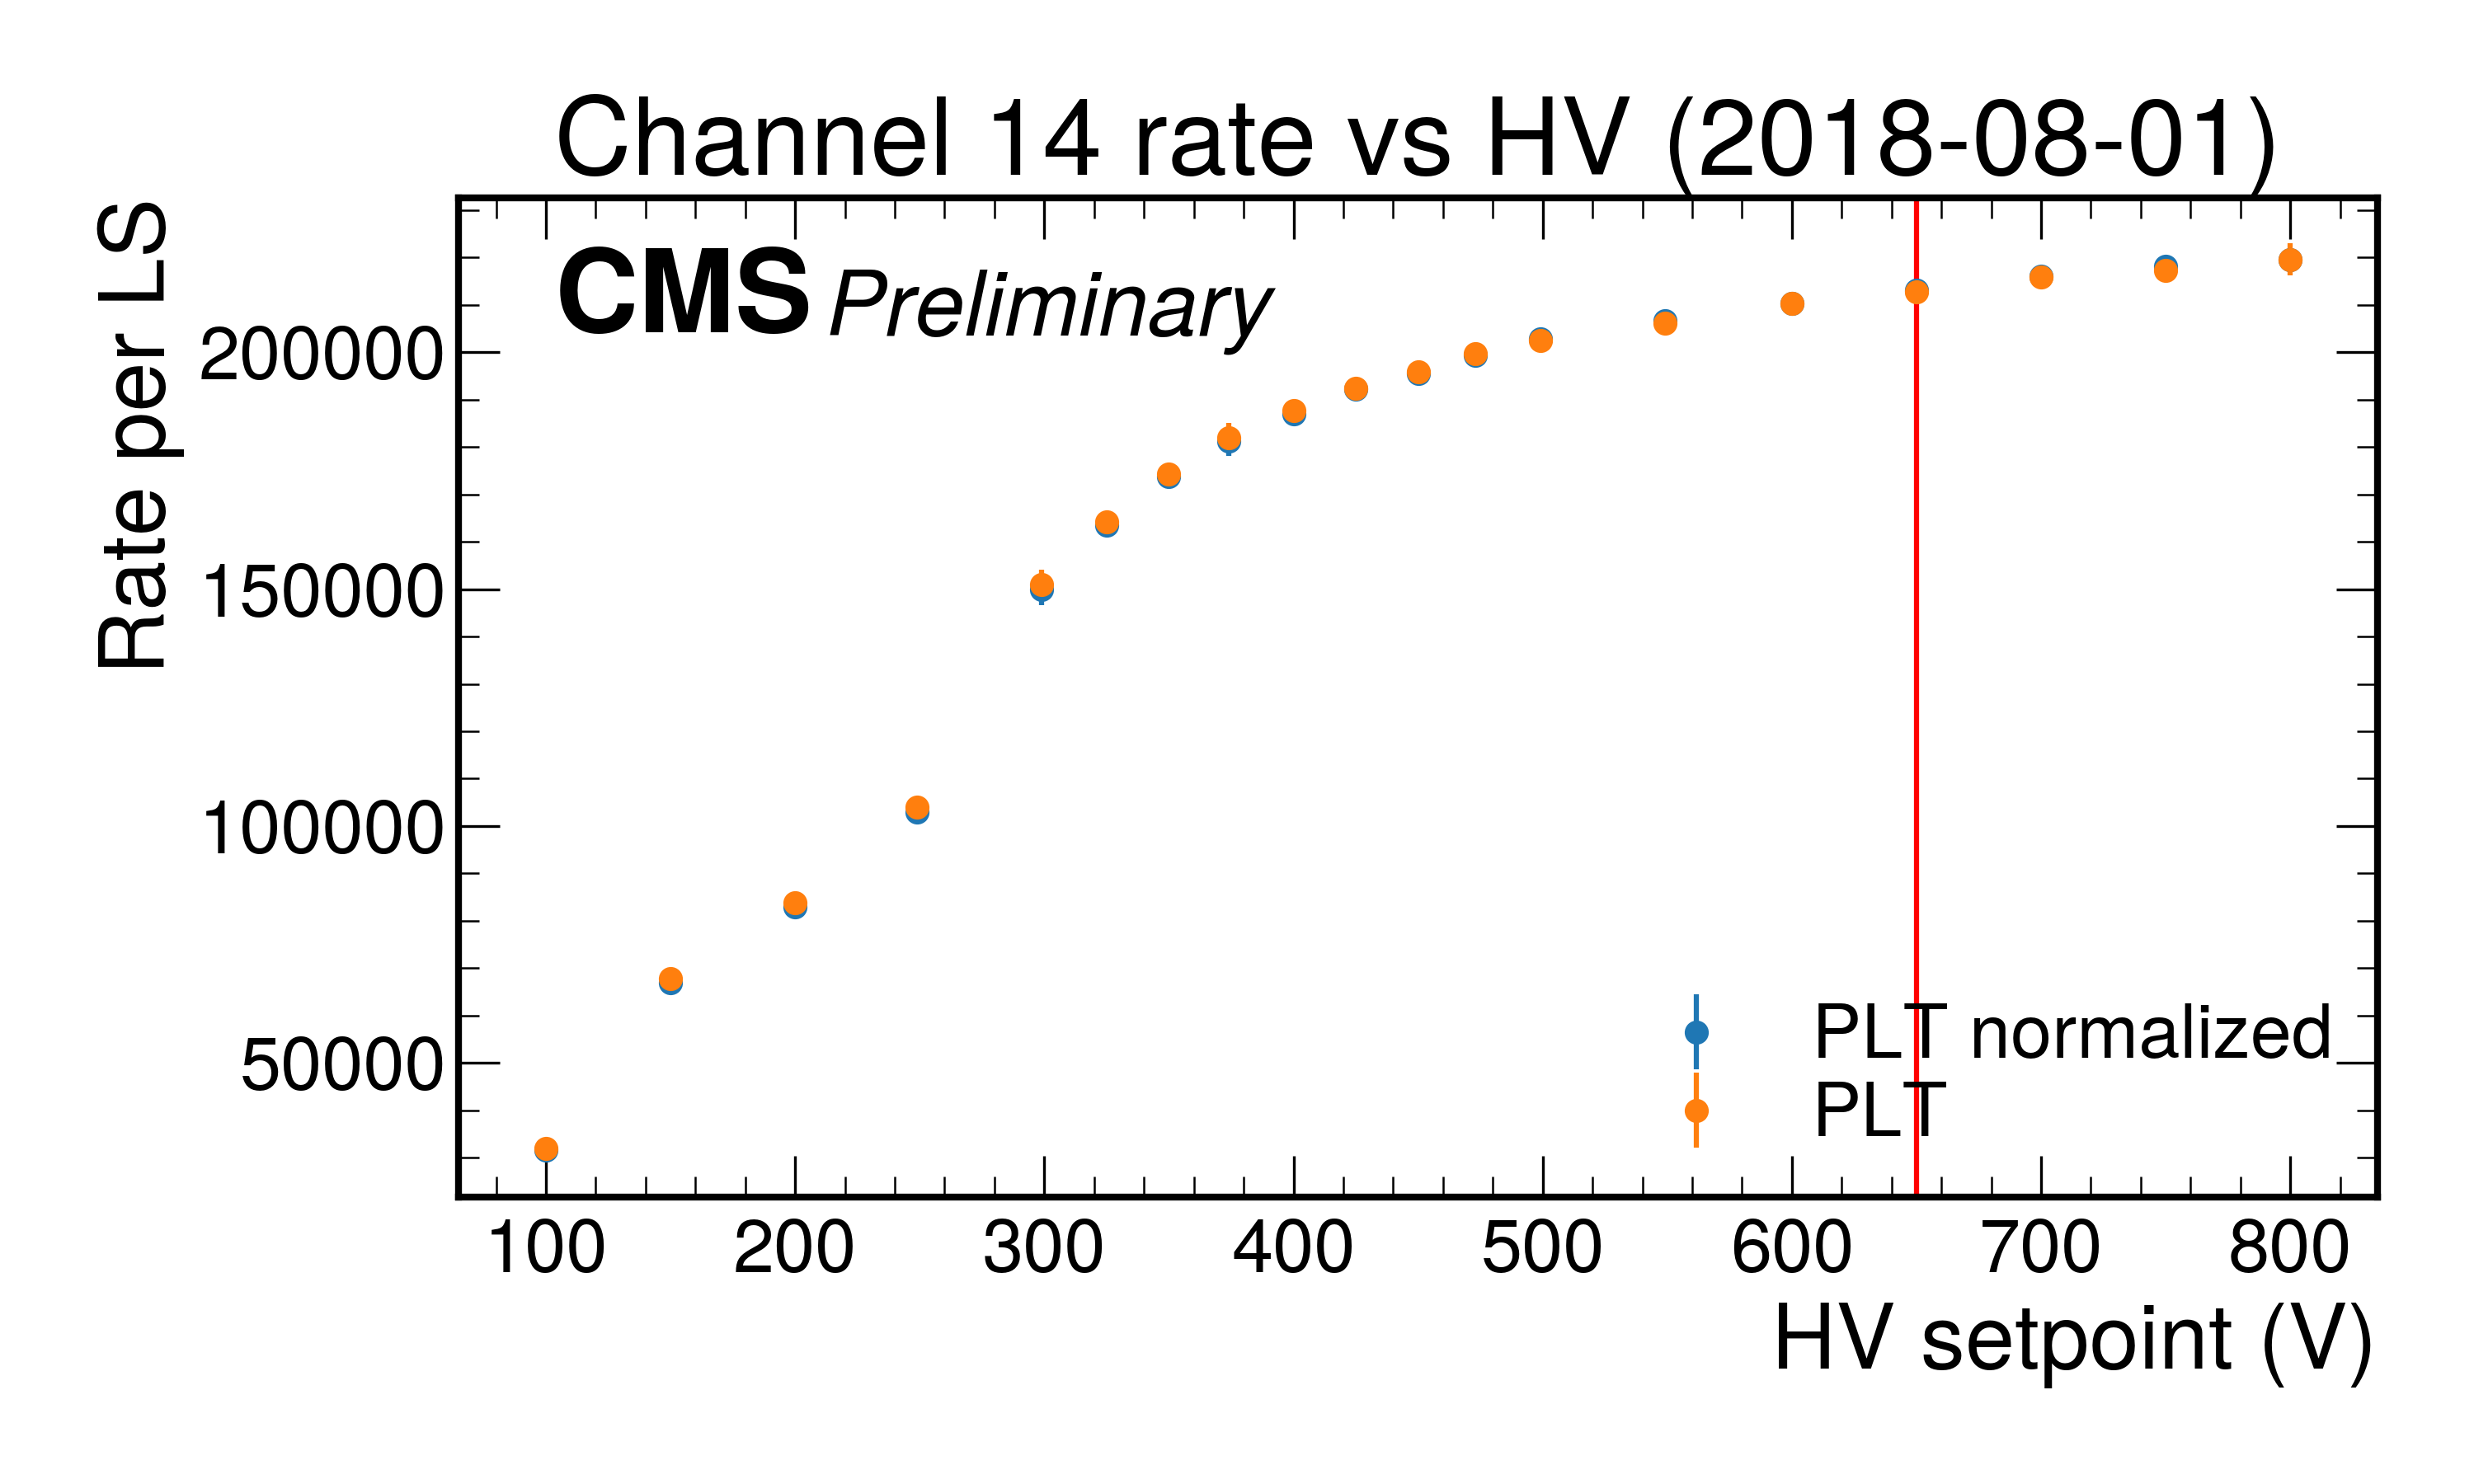 Channel 14 rate vs HV (2018-08-01)
CMS Preliminary
Rate per LS
200000
150000
100000
50000
PLT normalized
PLT
100 200 300 400 500 600 700 800
HV setpoint (V)